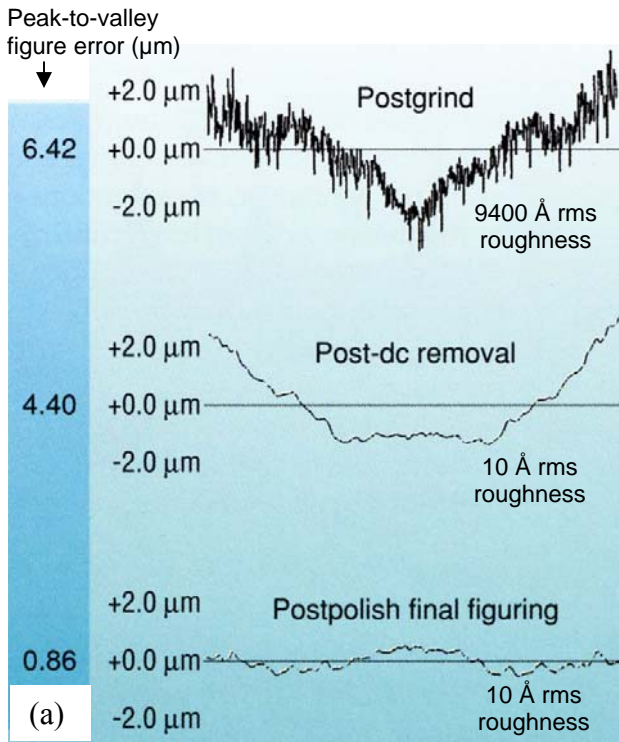 Peak-to-valley
figure error (µm)
+2.0 µm
Postgrind
6.42
+0.0 µm
-2.0 µm
9400 Å rms
roughness
+2.0 µm
Post-dc removal
4.40
+0.0 µm
-2.0 µm
10 Å rms
roughness
+2.0 µm
Postpolish final figuring
0.86
+0.0 µm
10 Å rms
roughness
(a)
-2.0 µm